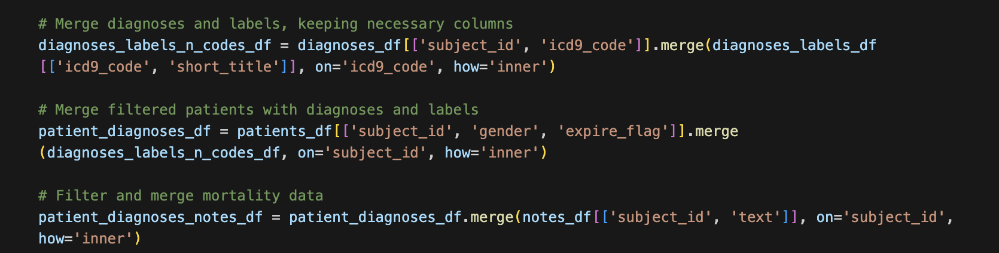 # Merge diagnoses and labels, keeping necessary columns
diagnoses_labels_n_codes_df = diagnoses_df[['subject_id', 'icd9_code']].merge(diagnoses_labels_df
[['icd9_code', 'short_title']], on='icd9_code', how='inner')
# Merge filtered patients with diagnoses and labels
patient_diagnoses_df = patients_df[['subject_id', 'gender', 'expire_flag']].merge
(diagnoses_labels_n_codes_df, on='subject_id', how='inner')
# Filter and merge mortality data
patient_diagnoses_notes_df = patient_diagnoses_df.merge(notes_df[['subject_id', 'text']], on='subject_id',
how='inner')